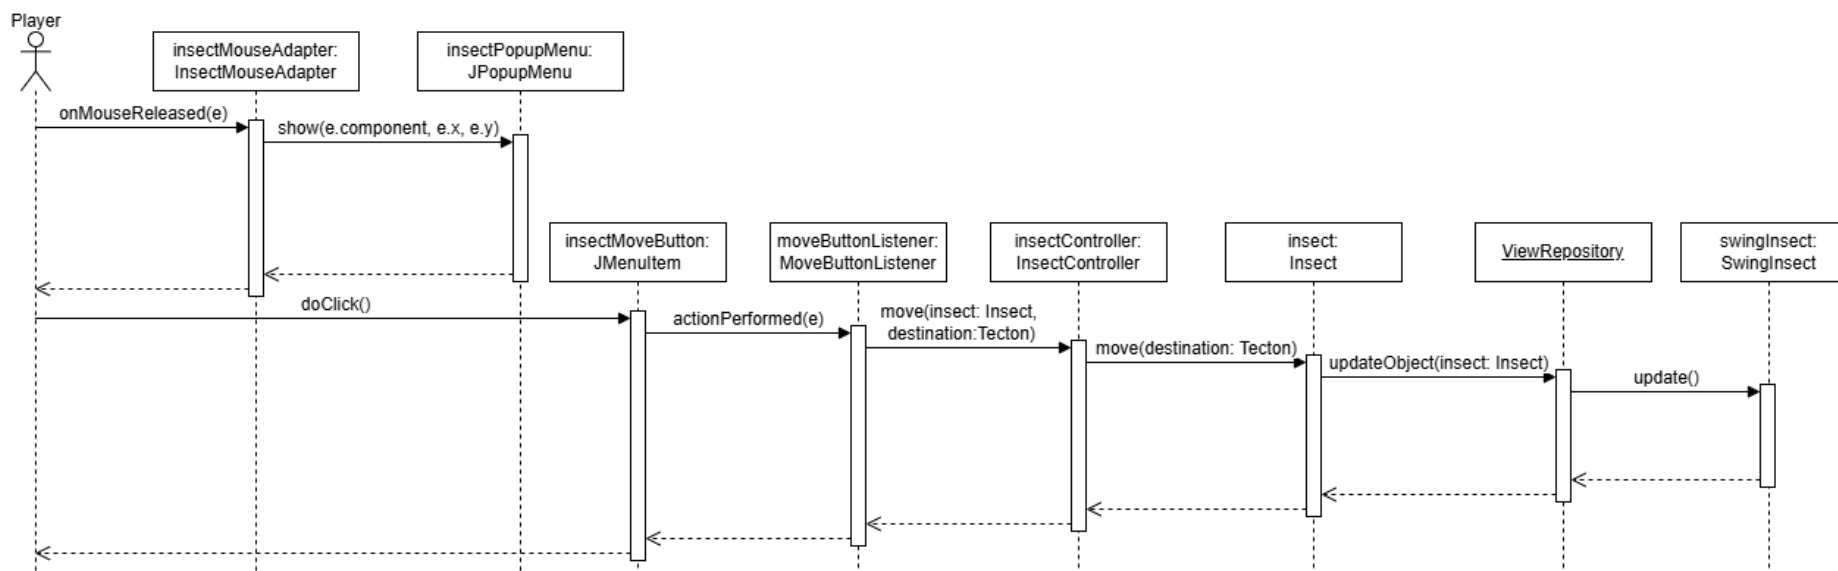 Player
insectMouseAdapter:
InsectMouseAdapter
insectPopupMenu:
JPopupMenu
onMouseReleased(e)
show(e.component, e.x, e.y)
insectMoveButton:
JMenuItem
moveButtonListener:
MoveButtonListener
insectController:
InsectController
insect:
Insect
ViewRepository
swingInsect:
SwingInsect
doClick()
actionPerformed(e)
move(insect: Insect,
destination:Tecton)
move(destination: Tecton)
updateObject(insect: Insect)
update()